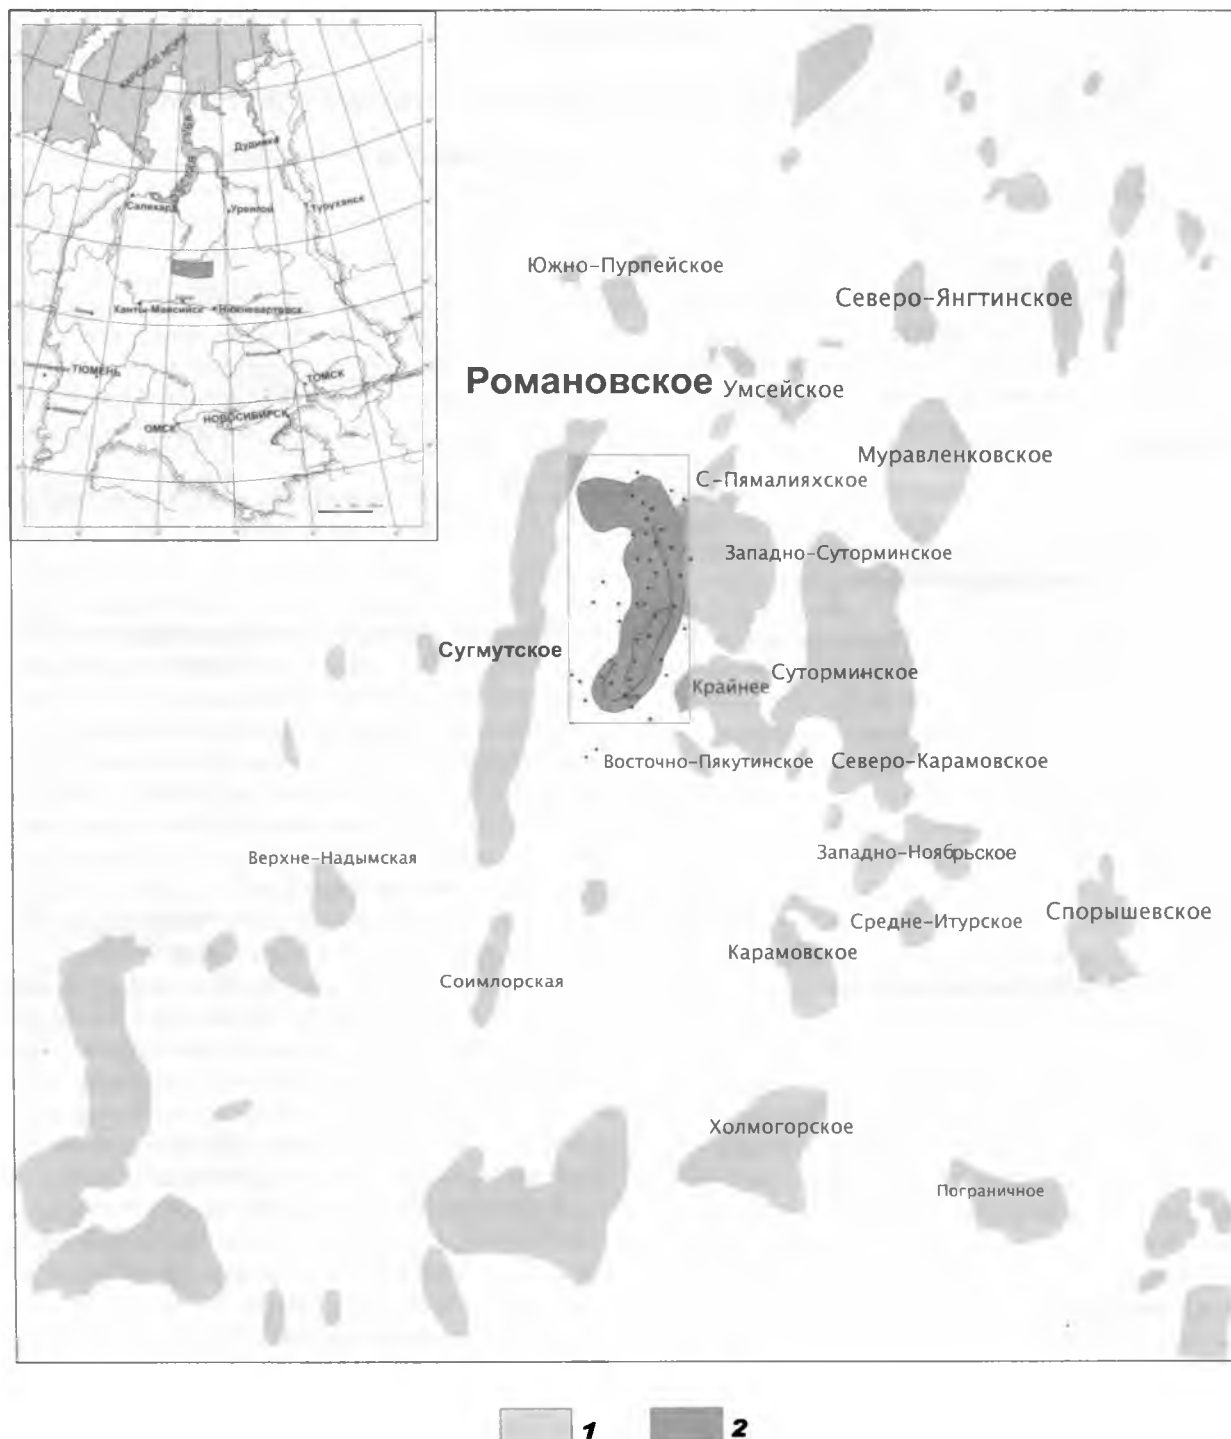 КАРСКОЕ МОРЕ
Дудинка
Салехард
Уренгой
Туруханск
Ханты-Мансийск
Нижневартовск
ТЮМЕНЬ
ТОМСК
ОМСК
НОВОСИБИРСК
Южно-Пурпейское
Северо-Янгтинское
Романовское
Умсейское
Муравленковское
С-Пямалияхское
Западно-Суторминское
Сугмутское
Суторминское
Крайнее
Восточно-Пякутинское
Северо-Карамовское
Верхне-Надымская
Западно-Ноябрьское
Спорышевское
Средне-Итурское
Карамовское
Соимлорская
Холмогорское
Пограничное
1
2